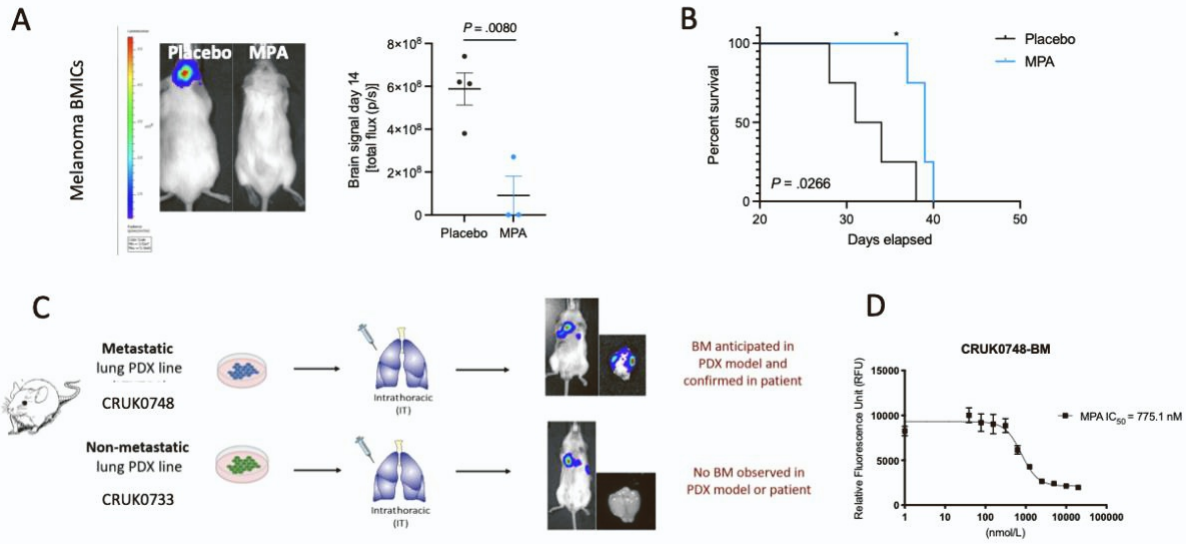 A
Melanoma BMICs
Placebo
MPA
P = .0080
8×10⁸
6×10⁸
4×10⁸
2×10⁸
0
Brain signal day 14
[total flux (p/s)]
Placebo
MPA
B
*
Placebo
MPA
100
50
0
Percent survival
P = .0266
20
30
40
50
Days elapsed
C
Metastatic
lung PDX line
CRUK0748
Intrathoracic
(IT)
BM anticipated in
PDX model and
confirmed in patient
Non-metastatic
lung PDX line
CRUK0733
Intrathoracic
(IT)
No BM observed in
PDX model or patient
D
CRUK0748-BM
15000
10000
5000
0
Relative Fluorescence Unit (RFU)
MPA IC₅₀ = 775.1 nM
1
10
100
1000
10000
100000
(nmol/L)